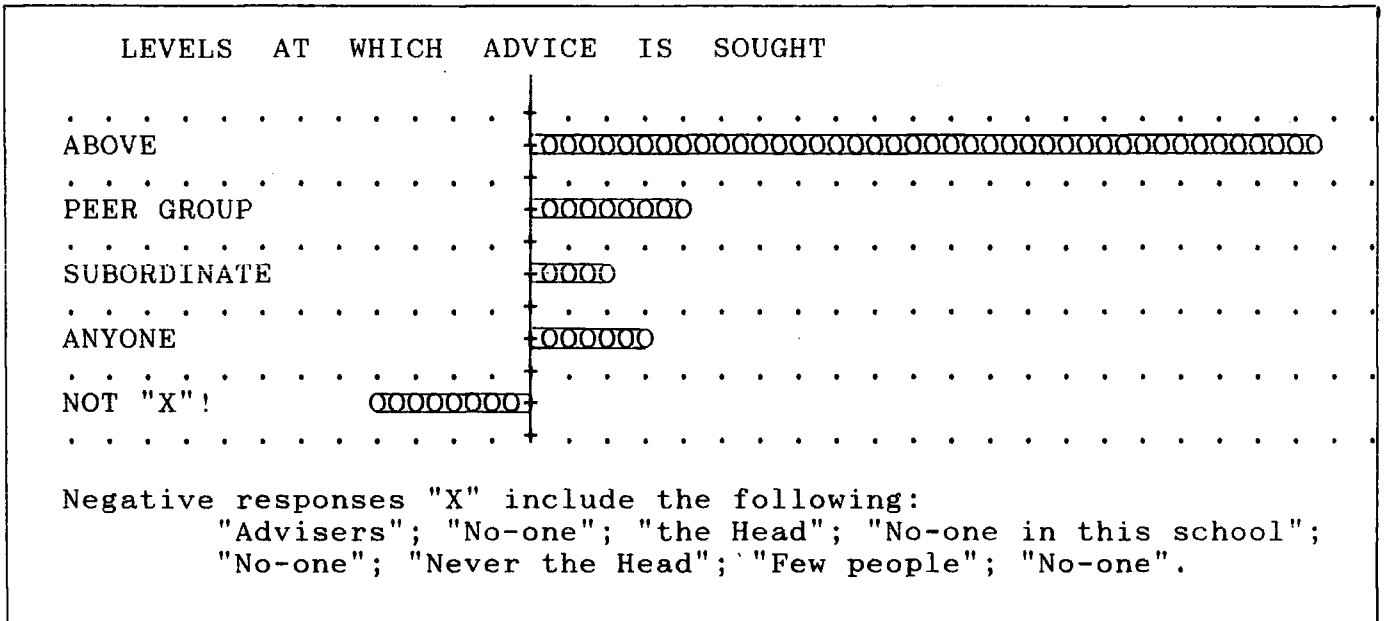 LEVELS AT WHICH ADVICE IS SOUGHT
ABOVE
PEER GROUP
SUBORDINATE
ANYONE
NOT "X"!
Negative responses "X" include the following:
"Advisers"; "No-one"; "the Head"; "No-one in this school";
"No-one"; "Never the Head"; "Few people"; "No-one".